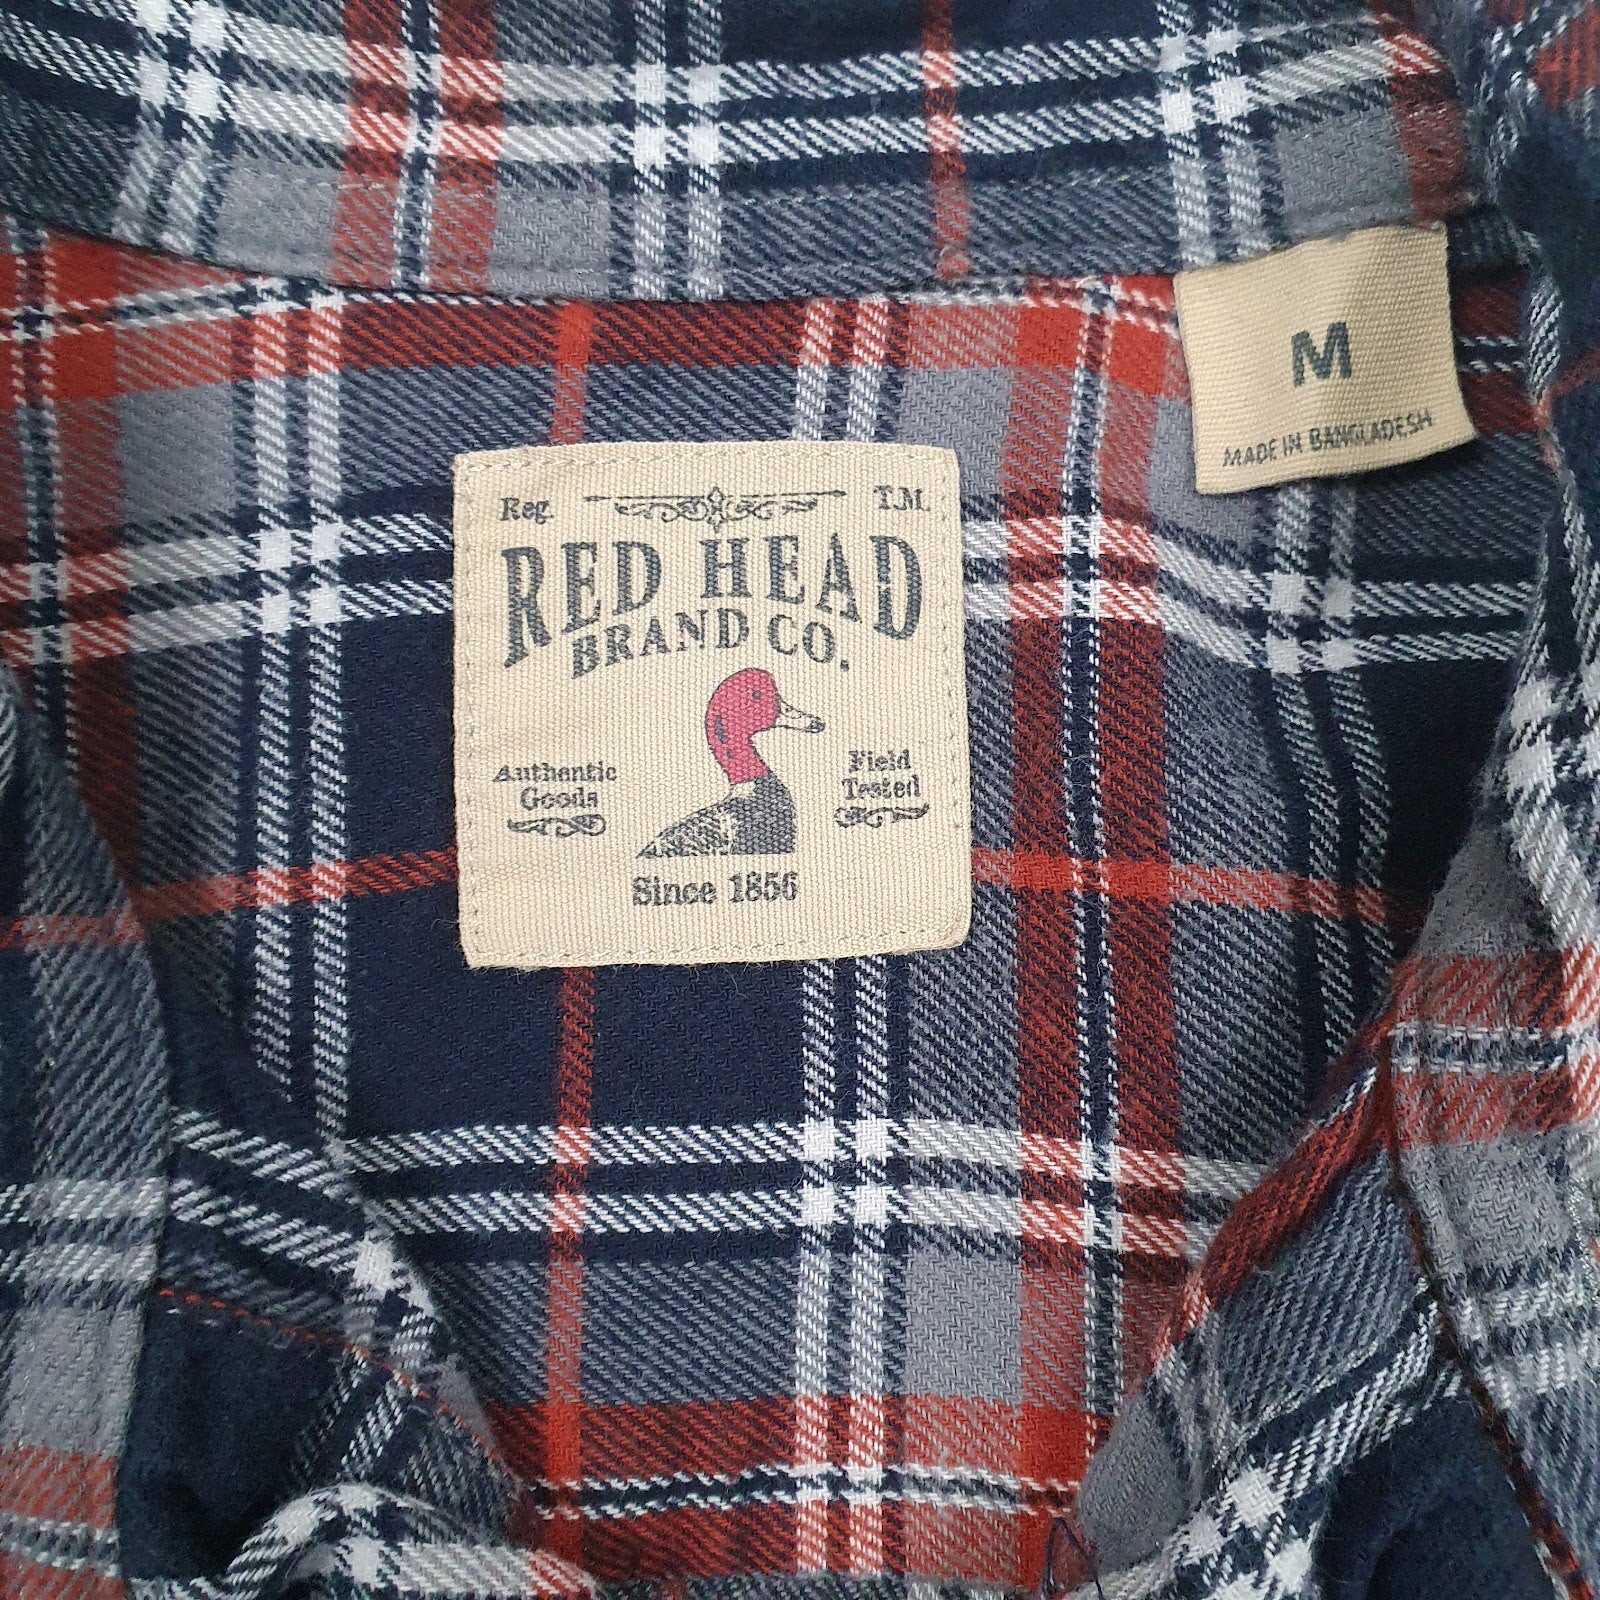 M
MADE IN BANGLADESH
Reg. T.M.
RED HEAD
BRAND CO.
Authentic
Goods
Field
Tested
Since 1856